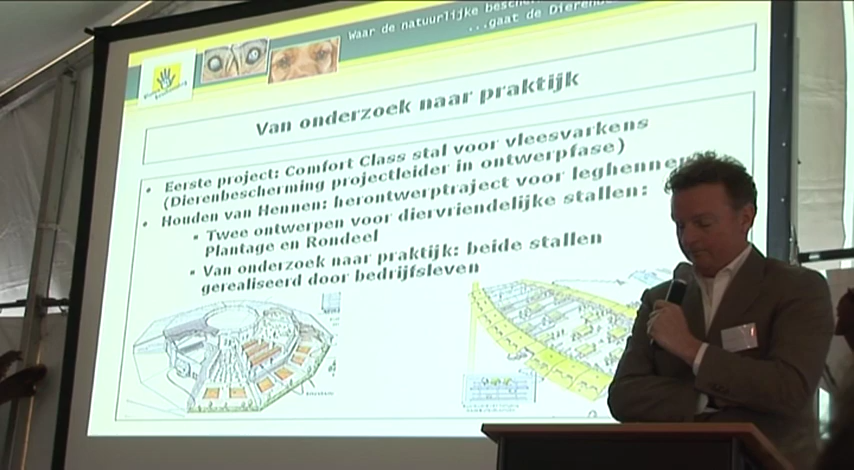 Waar de natuurlijke
...gaat de
Van onderzoek naar praktijk
• Eerste project: Comfort Class stal voor vleesvarkens
(Dierenbescherming projectleider in ontwerpfase)
• Houden van Hennen: herontwerptraject voor leghennen
▪ Twee ontwerpen voor diervriendelijke stallen:
Plantage en Rondeel
▪ Van onderzoek naar praktijk: beide stallen
gerealiseerd door bedrijfsleven